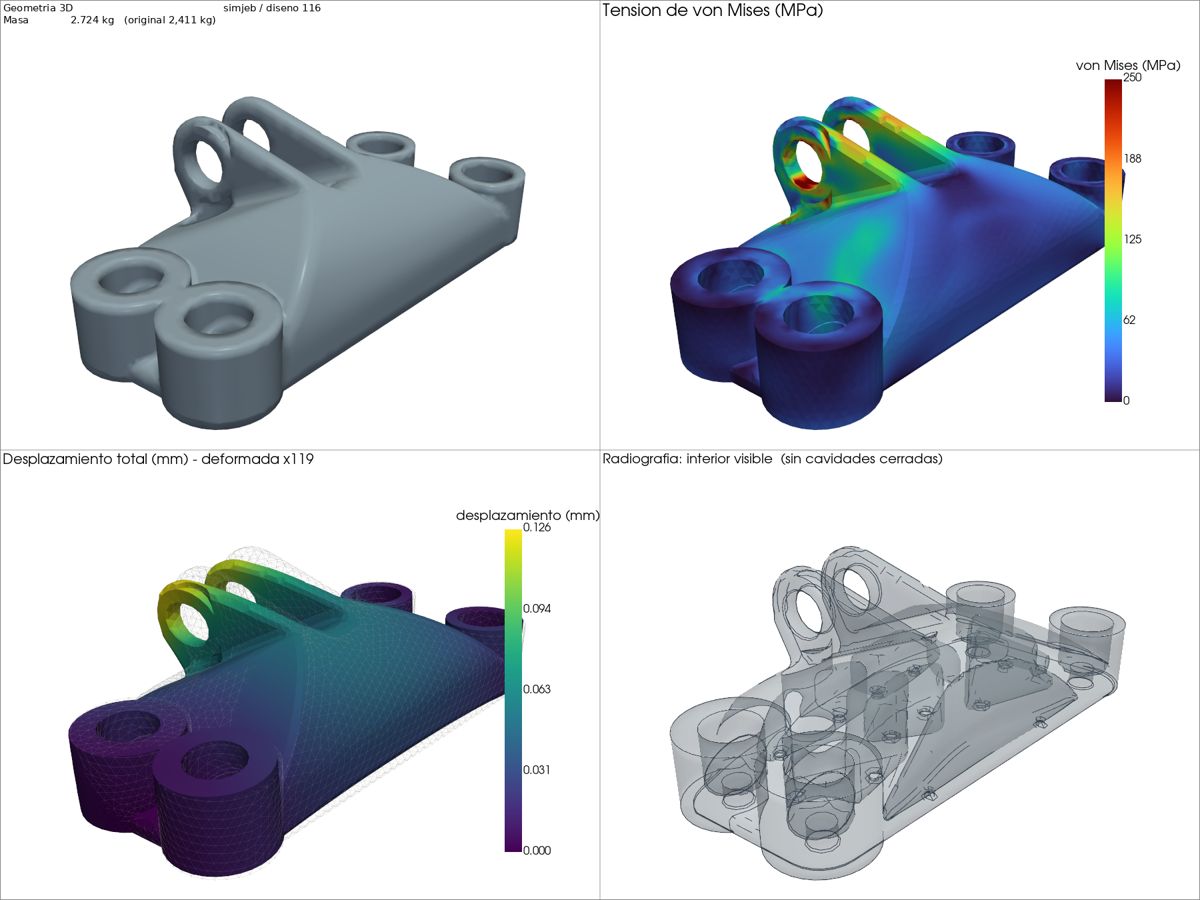 Geometria 3D
simjeb / diseno 116
Masa 2.724 kg (original 2,411 kg)
Tension de von Mises (MPa)
von Mises (MPa)
250
188
125
62
0
Desplazamiento total (mm) - deformada x119
desplazamiento (mm)
0.126
0.094
0.063
0.031
0.000
Radiografia: interior visible (sin cavidades cerradas)